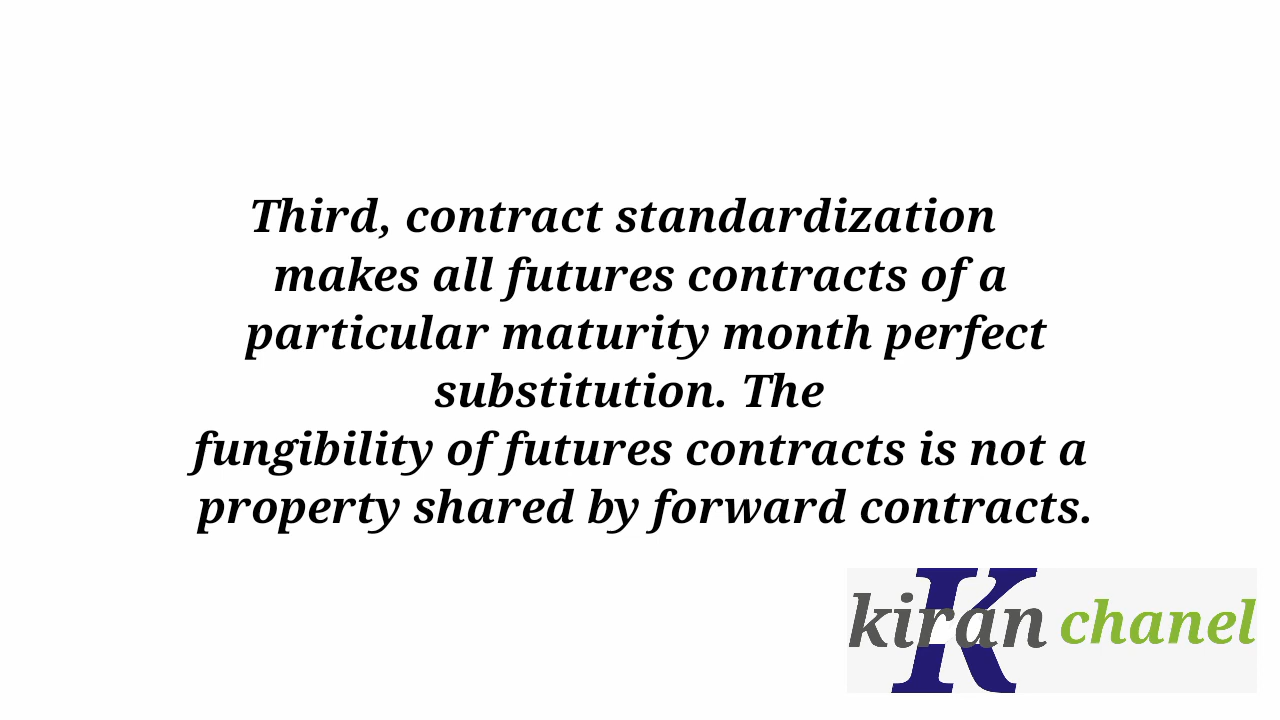 Third, contract standardization
makes all futures contracts of a
particular maturity month perfect
substitution. The
fungibility of futures contracts is not a
property shared by forward contracts.
K
kiran chanel